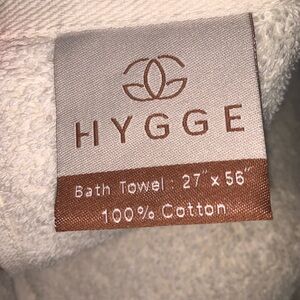 HYGGE
Bath Towel : 27" x 56"
100% Cotton